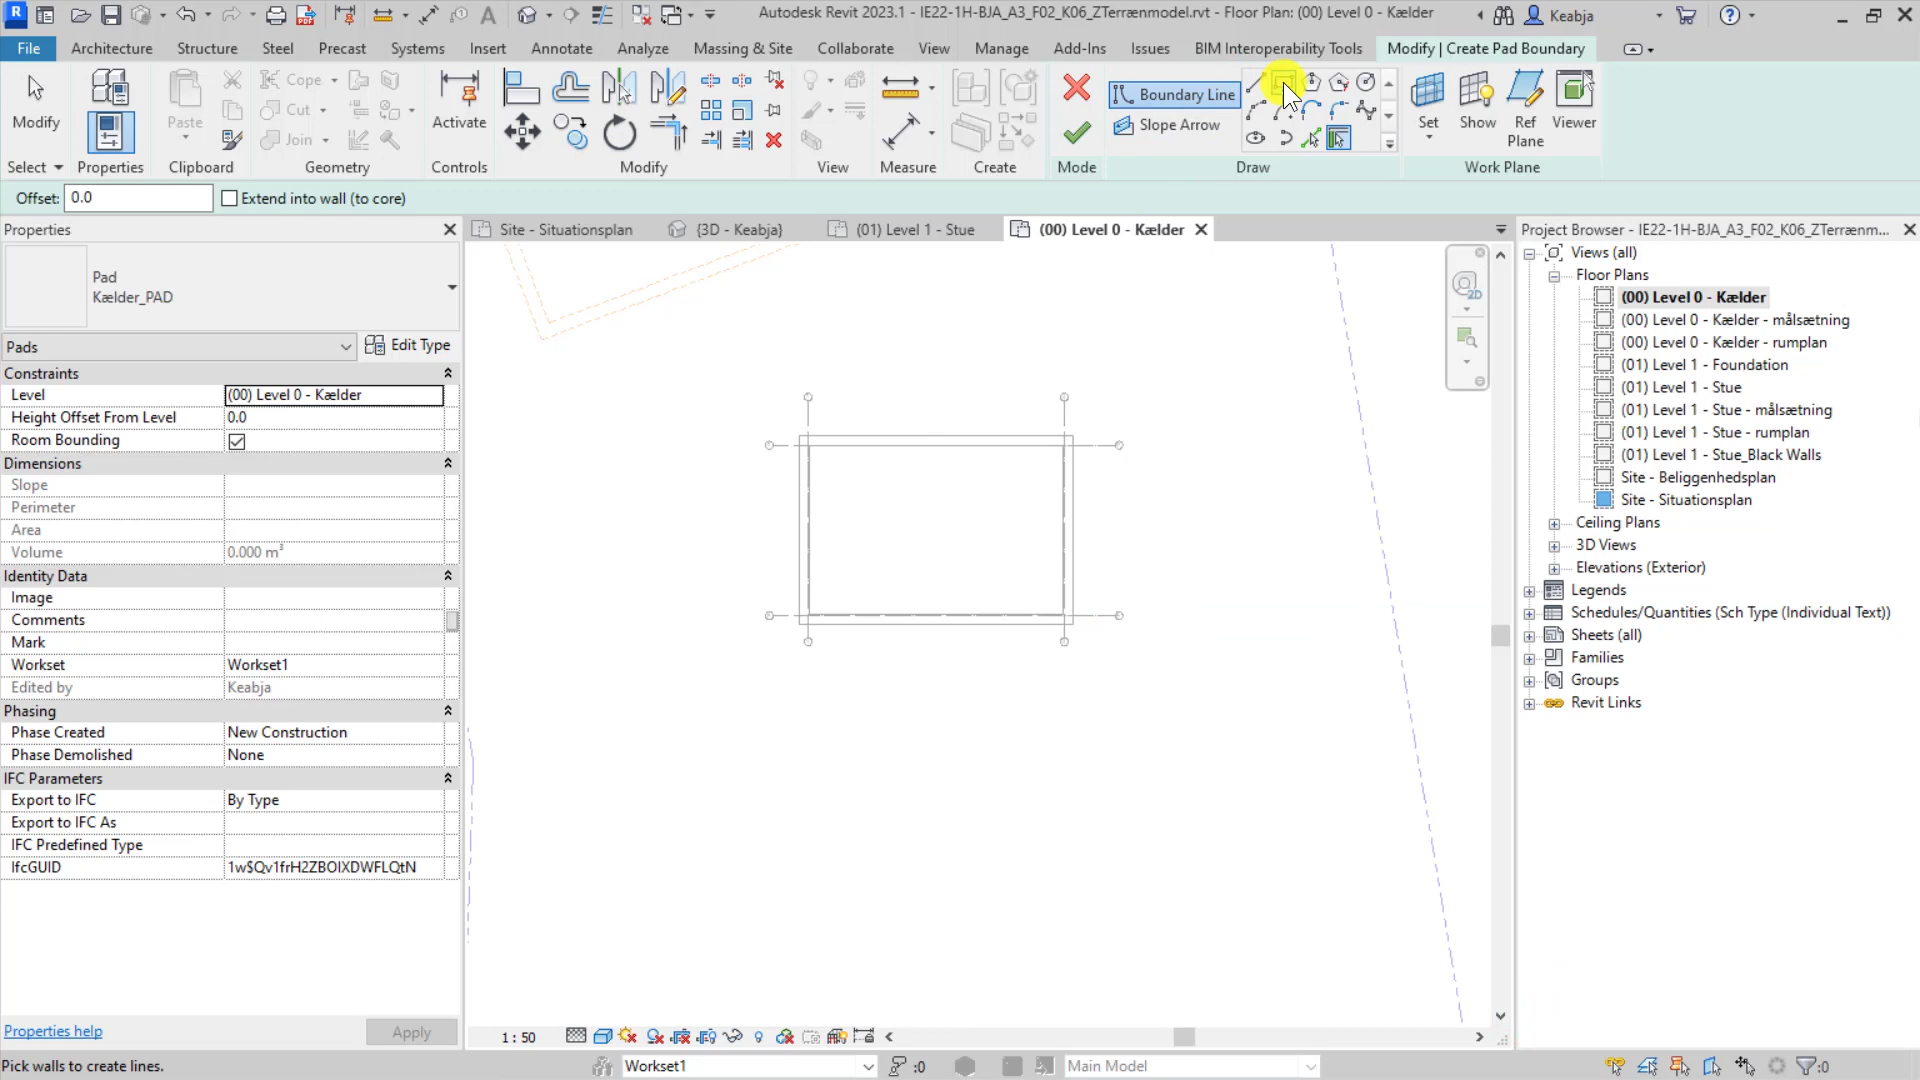 Autodesk Revit 2023.1 - IE22-1H-BJA_A3_F02_K06_ZTerrænmodel.rvt - Floor Plan: (00) Level 0 - Kælder
Keabja
File Architecture Structure Steel Precast Systems Insert Annotate Analyze Massing & Site Collaborate View Manage Add-Ins Issues BIM Interoperability Tools Modify | Create Pad Boundary
Modify
Paste
Cope
Cut
Join
Activate
Boundary Line
Slope Arrow
Set
Show
Ref Plane
Viewer
Select Properties Clipboard Geometry Controls Modify View Measure Create Mode Draw Work Plane
Offset: 0.0 Extend into wall (to core)
Properties
Site - Situationsplan {3D - Keabja} (01) Level 1 - Stue (00) Level 0 - Kælder
Project Browser - IE22-1H-BJA_A3_F02_K06_ZTerrænm...
Pad
Kælder_PAD
Pads Edit Type
Constraints
Level (00) Level 0 - Kælder
Height Offset From Level 0.0
Room Bounding
Dimensions
Slope
Perimeter
Area
Volume 0.000 m³
Identity Data
Image
Comments
Mark
Workset Workset1
Edited by Keabja
Phasing
Phase Created New Construction
Phase Demolished None
IFC Parameters
Export to IFC By Type
Export to IFC As
IFC Predefined Type
IfcGUID 1w$Qv1frH2ZBOIXDWFLQtN
Properties help Apply
2D
Views (all)
Floor Plans
(00) Level 0 - Kælder
(00) Level 0 - Kælder - målsætning
(00) Level 0 - Kælder - rumplan
(01) Level 1 - Foundation
(01) Level 1 - Stue
(01) Level 1 - Stue - målsætning
(01) Level 1 - Stue - rumplan
(01) Level 1 - Stue_Black Walls
Site - Beliggenhedsplan
Site - Situationsplan
Ceiling Plans
3D Views
Elevations (Exterior)
Legends
Schedules/Quantities (Sch Type (Individual Text))
Sheets (all)
Families
Groups
Revit Links
1 : 50
Pick walls to create lines.
Workset1
:0
Main Model
:0